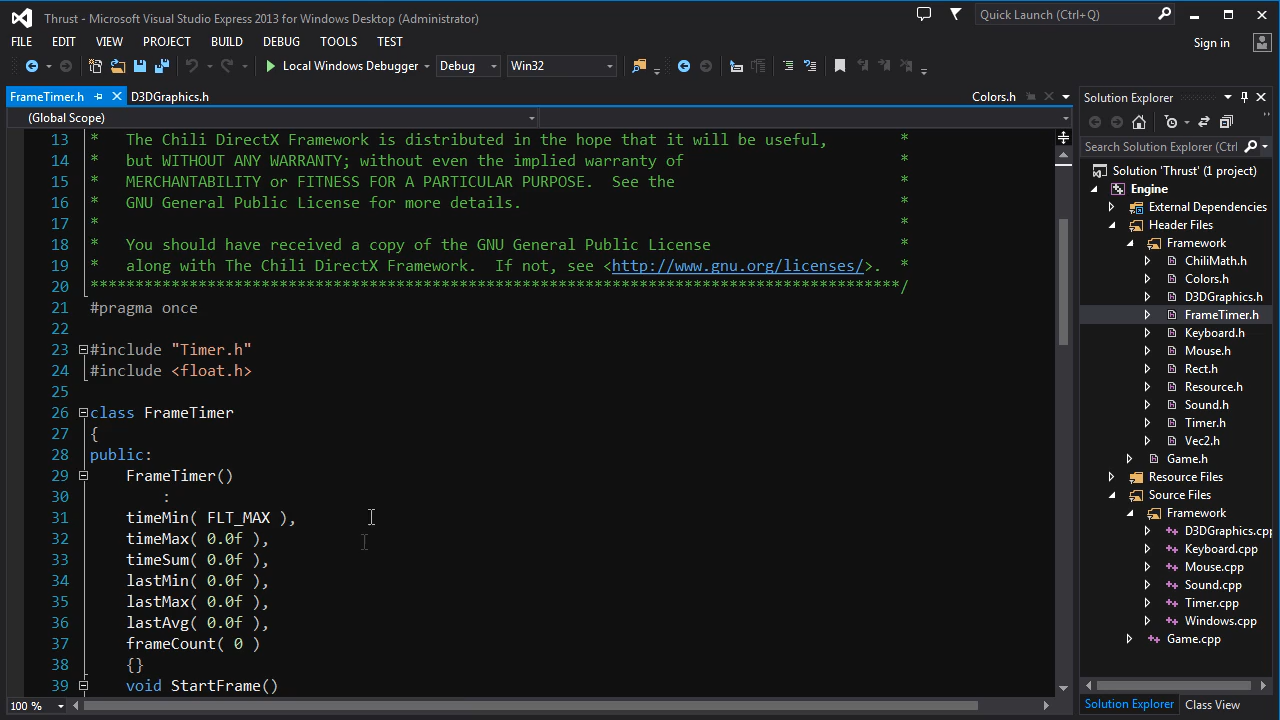 Thrust - Microsoft Visual Studio Express 2013 for Windows Desktop (Administrator)
Quick Launch (Ctrl+Q)
FILE EDIT VIEW PROJECT BUILD DEBUG TOOLS TEST
Sign in
Local Windows Debugger Debug Win32
FrameTimer.h D3DGraphics.h Colors.h
(Global Scope)
13 * The Chili DirectX Framework is distributed in the hope that it will be useful, *
14 * but WITHOUT ANY WARRANTY; without even the implied warranty of *
15 * MERCHANTABILITY or FITNESS FOR A PARTICULAR PURPOSE. See the *
16 * GNU General Public License for more details. *
17 * *
18 * You should have received a copy of the GNU General Public License *
19 * along with The Chili DirectX Framework. If not, see <http://www.gnu.org/licenses/>. *
20 ******************************************************************************************/
21 #pragma once
22
23 #include "Timer.h"
24 #include <float.h>
25
26 class FrameTimer
27 {
28 public:
29 FrameTimer()
30 :
31 timeMin( FLT_MAX ),
32 timeMax( 0.0f ),
33 timeSum( 0.0f ),
34 lastMin( 0.0f ),
35 lastMax( 0.0f ),
36 lastAvg( 0.0f ),
37 frameCount( 0 )
38 {}
39 void StartFrame()
100 %
Solution Explorer
Search Solution Explorer (Ctrl
Solution 'Thrust' (1 project)
Engine
External Dependencies
Header Files
Framework
ChiliMath.h
Colors.h
D3DGraphics.h
FrameTimer.h
Keyboard.h
Mouse.h
Rect.h
Resource.h
Sound.h
Timer.h
Vec2.h
Game.h
Resource Files
Source Files
Framework
D3DGraphics.cpp
Keyboard.cpp
Mouse.cpp
Sound.cpp
Timer.cpp
Windows.cpp
Game.cpp
Solution Explorer Class View